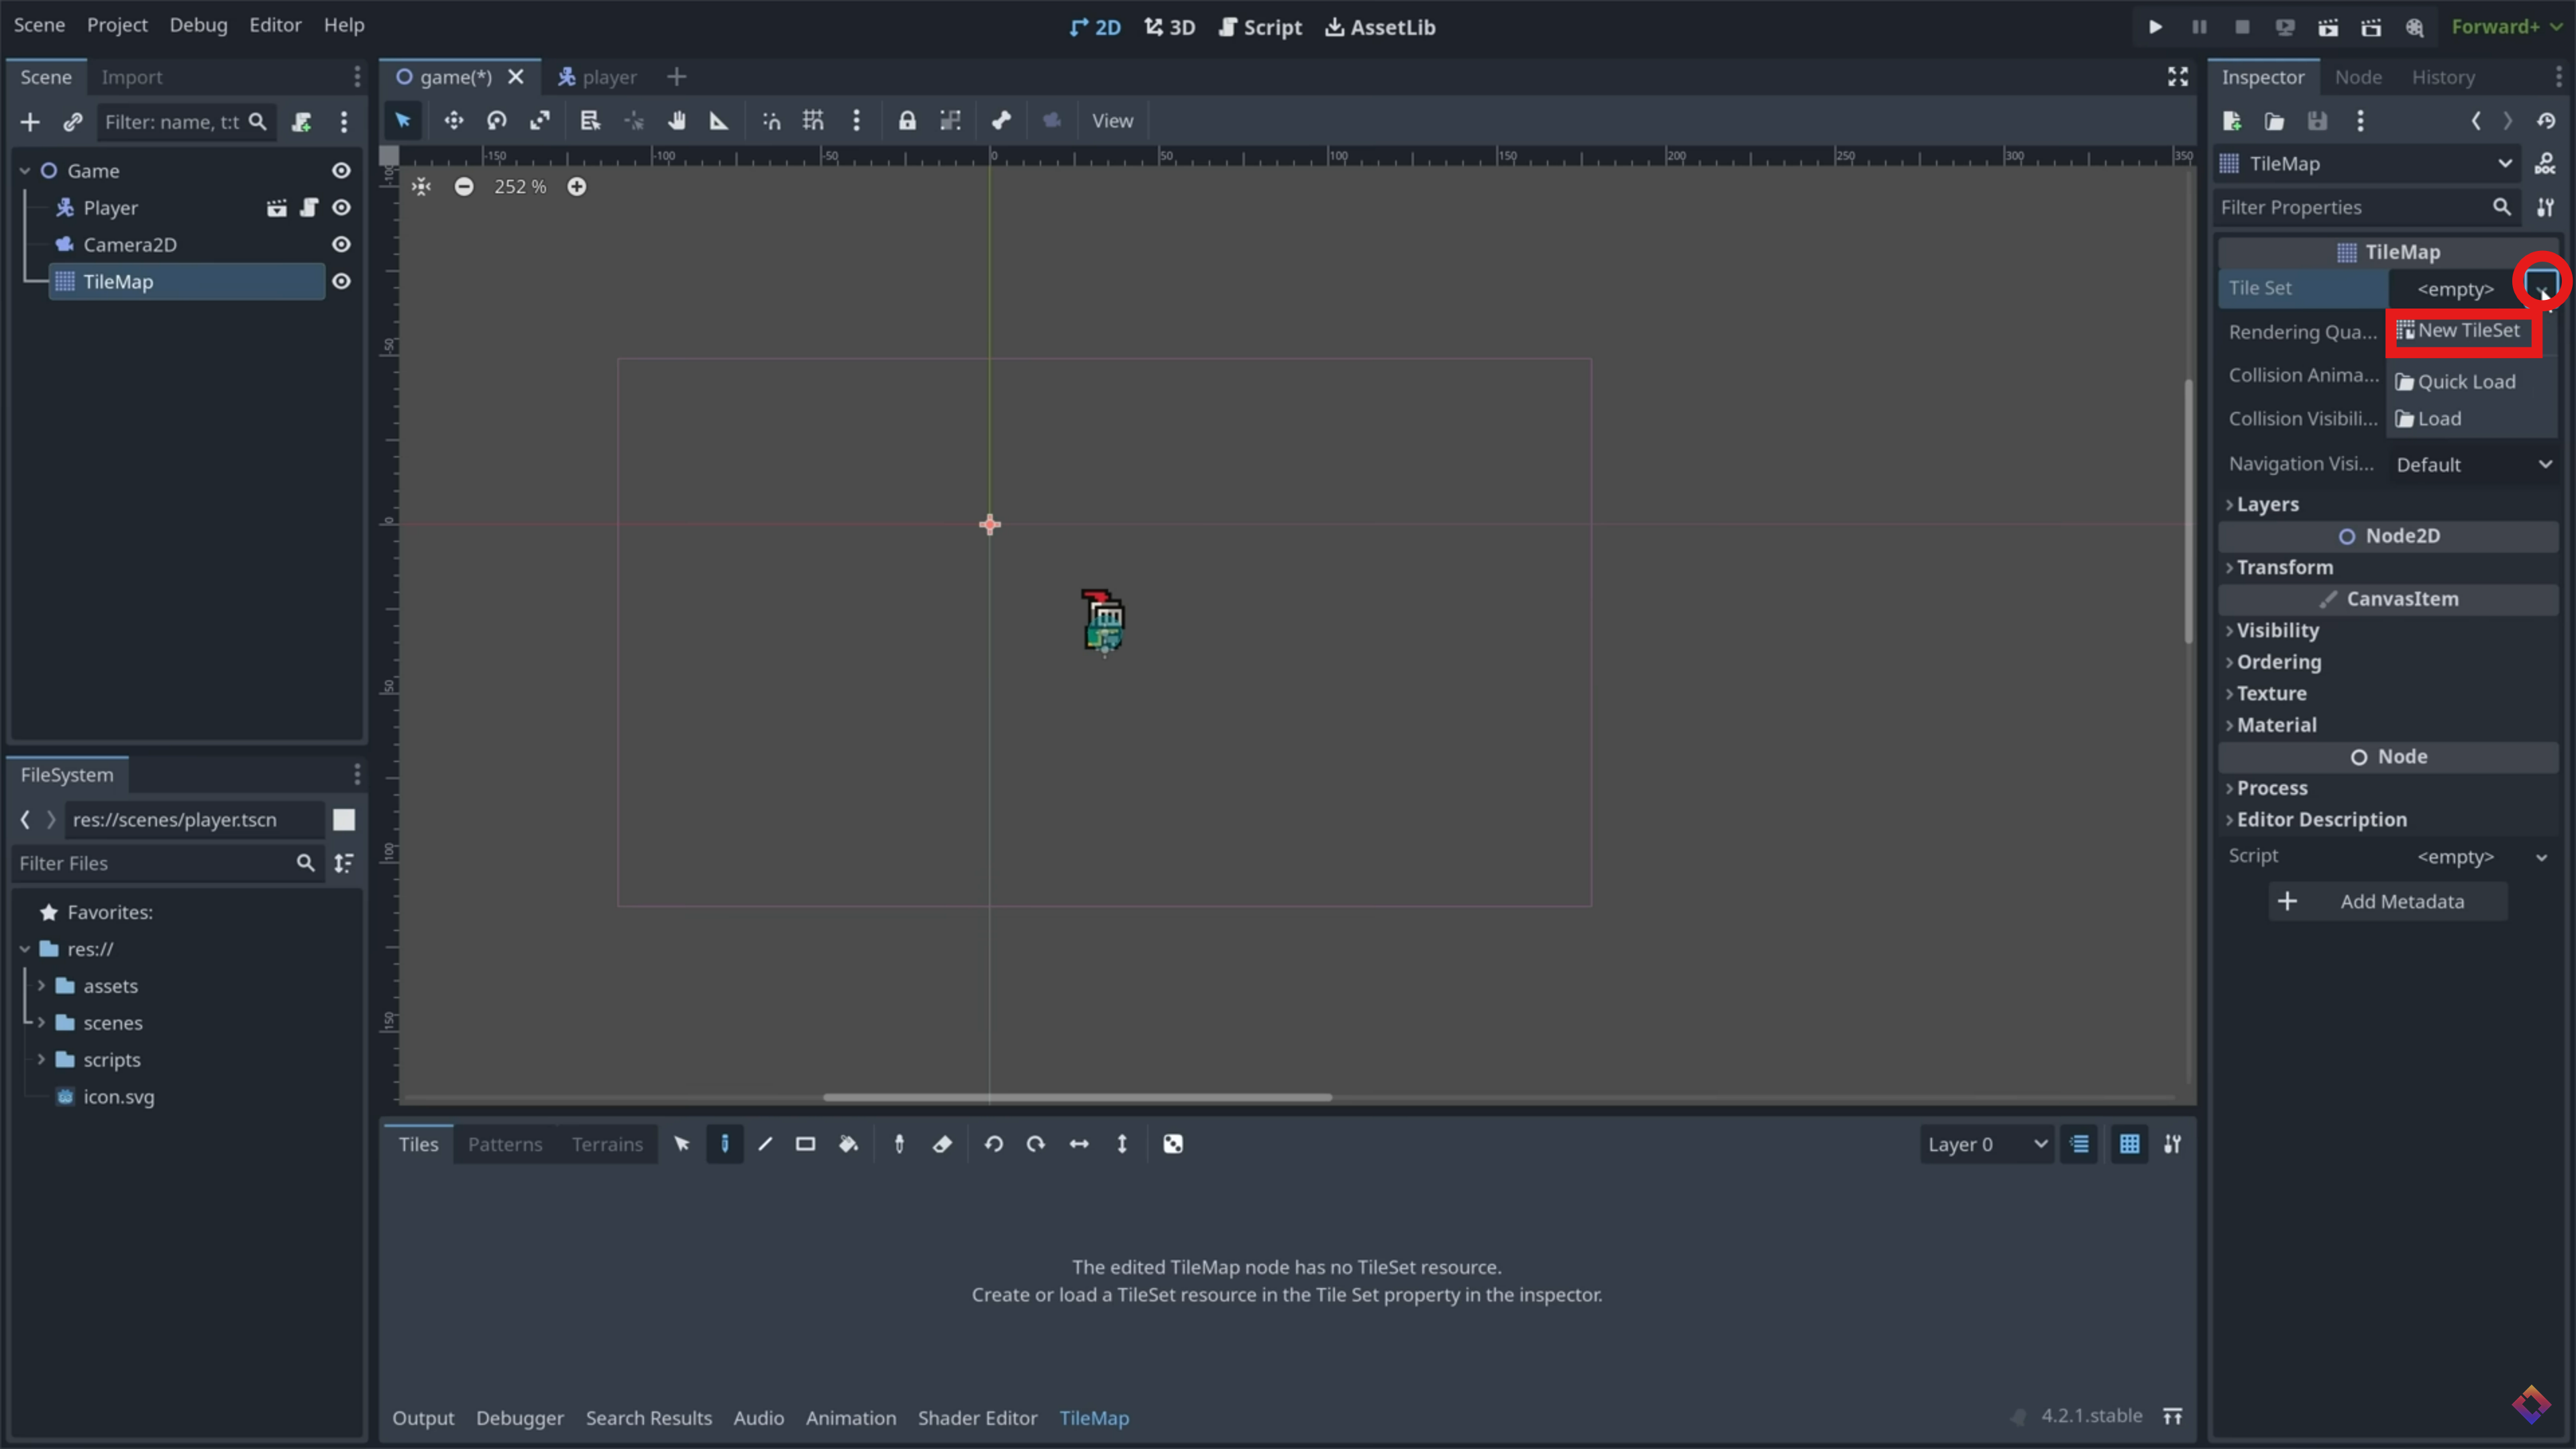 Scene Project Debug Editor Help
2D 3D Script AssetLib
Forward+
Scene Import
game(*) player
Inspector Node History
Filter: name, t:t
View
TileMap
Filter Properties
Game
Player
Camera2D
TileMap
-150 -100 -50 0 50 100 150 200 250 300 350
252 %
-50
0
50
100
150
TileMap
Tile Set <empty>
New TileSet
Rendering Qua...
Collision Anima...
Quick Load
Collision Visibili...
Load
Navigation Visi... Default
Layers
Node2D
Transform
CanvasItem
Visibility
Ordering
Texture
Material
Node
Process
Editor Description
Script <empty>
Add Metadata
FileSystem
res://scenes/player.tscn
Filter Files
Favorites:
res://
assets
scenes
scripts
icon.svg
Tiles Patterns Terrains
Layer 0
The edited TileMap node has no TileSet resource.
Create or load a TileSet resource in the Tile Set property in the inspector.
Output Debugger Search Results Audio Animation Shader Editor TileMap
4.2.1.stable